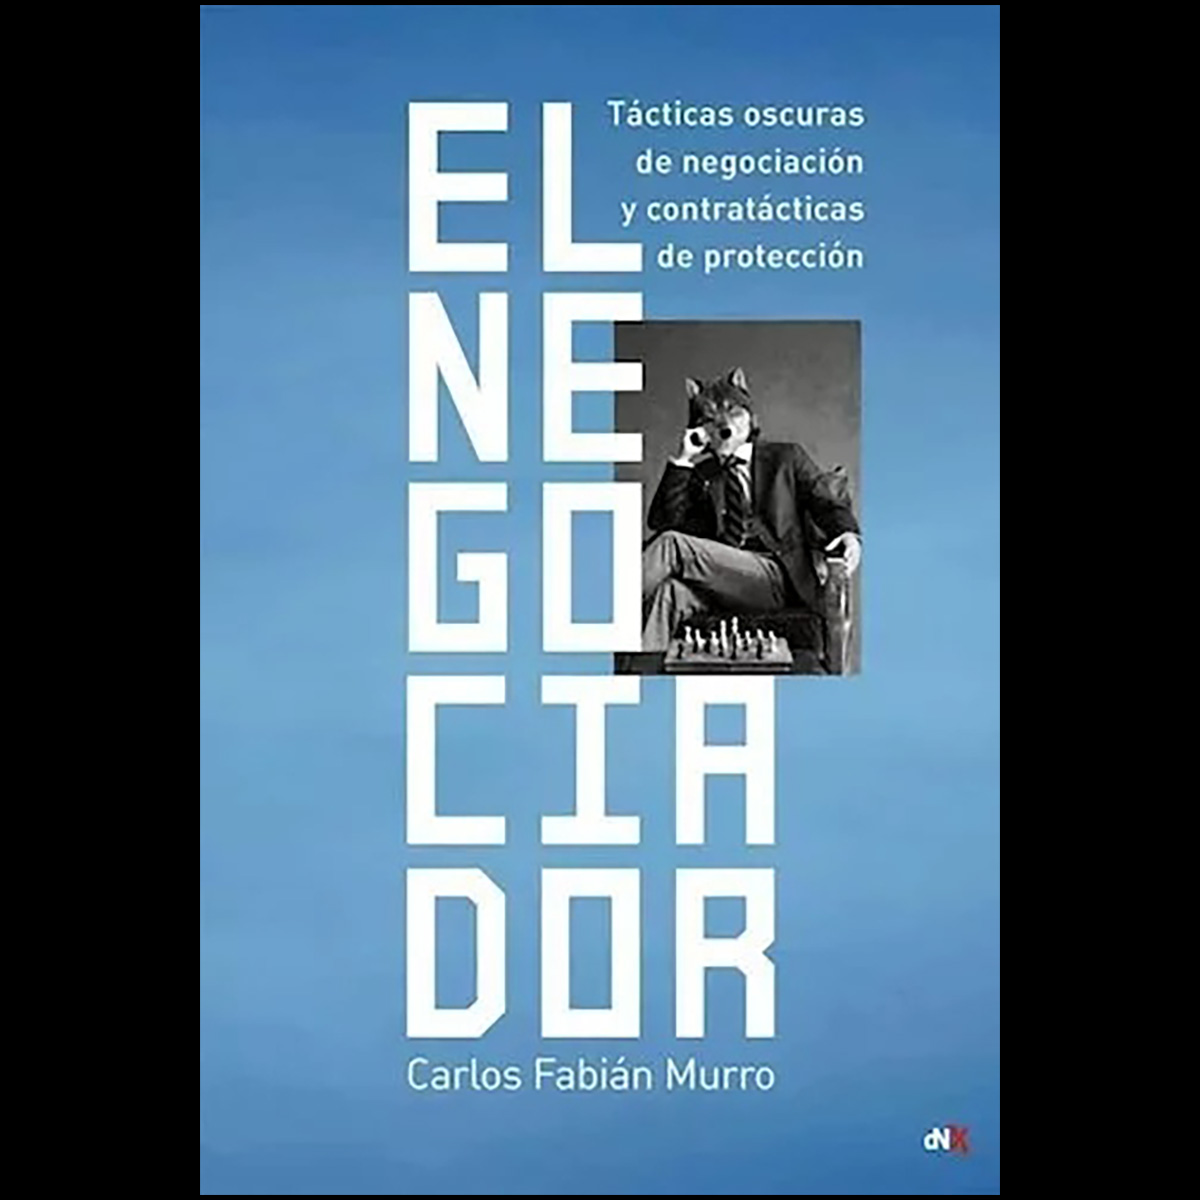 EL
NE
GO
CIA
DOR
Tácticas oscuras
de negociación
y contratácticas
de protección
Carlos Fabián Murro
dNX